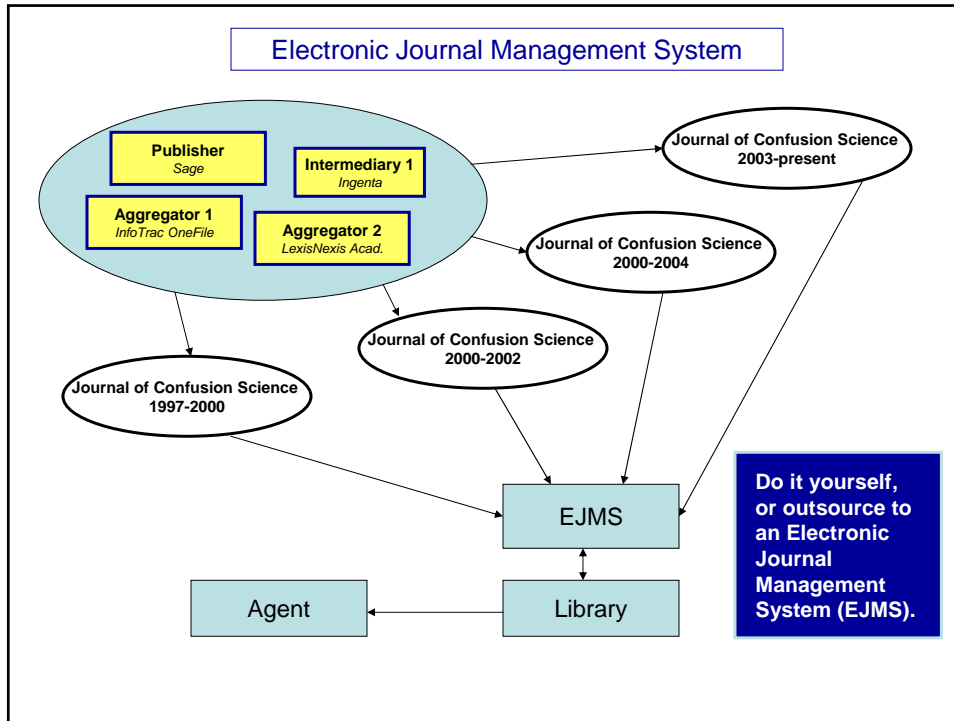 Electronic Journal Management System
Publisher
Sage
Intermediary 1
Ingenta
Aggregator 1
InfoTrac OneFile
Aggregator 2
LexisNexis Acad.
Journal of Confusion Science
2003-present
Journal of Confusion Science
2000-2004
Journal of Confusion Science
2000-2002
Journal of Confusion Science
1997-2000
EJMS
Agent
Library
Do it yourself,
or outsource to
an Electronic
Journal
Management
System (EJMS).